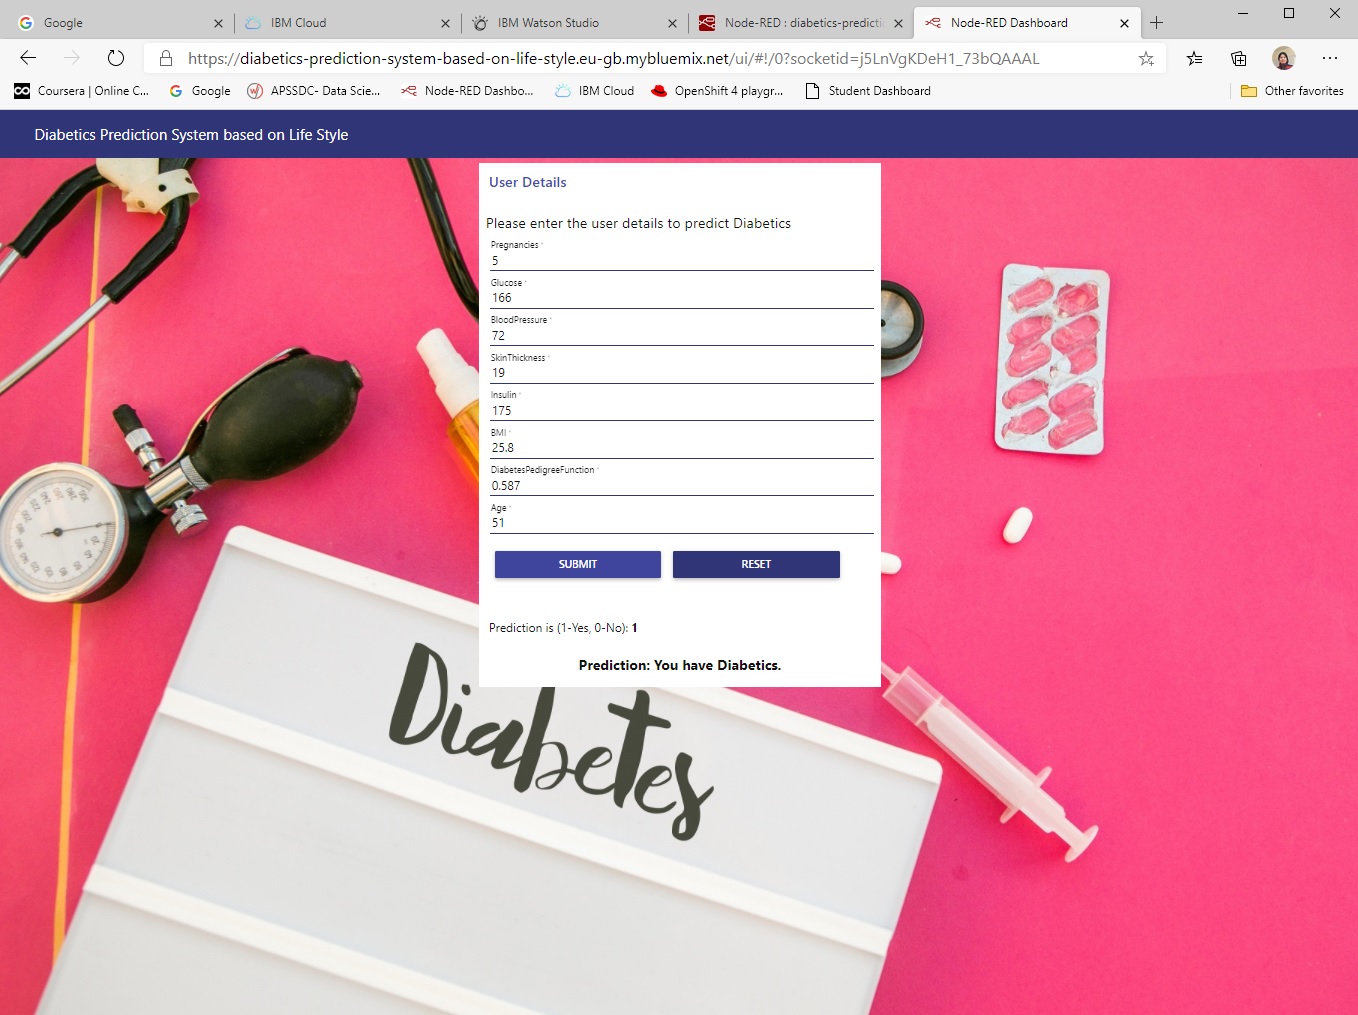 Google
IBM Cloud
IBM Watson Studio
Node-RED : diabetics-predicti
Node-RED Dashboard
https://diabetics-prediction-system-based-on-life-style.eu-gb.mybluemix.net/ui/#!/0?socketid=j5LnVgKDeH1_73bQAAAL
Coursera | Online C...
Google
APSSDC- Data Scie...
Node-RED Dashbo...
IBM Cloud
OpenShift 4 playgr...
Student Dashboard
Other favorites
Diabetics Prediction System based on Life Style
User Details
Please enter the user details to predict Diabetics
Pregnancies *
5
Glucose *
166
BloodPressure *
72
SkinThickness *
19
Insulin *
175
BMI *
25.8
DiabetesPedigreeFunction *
0.587
Age *
51
SUBMIT
RESET
Prediction is (1-Yes, 0-No): 1
Prediction: You have Diabetics.
Diabetes